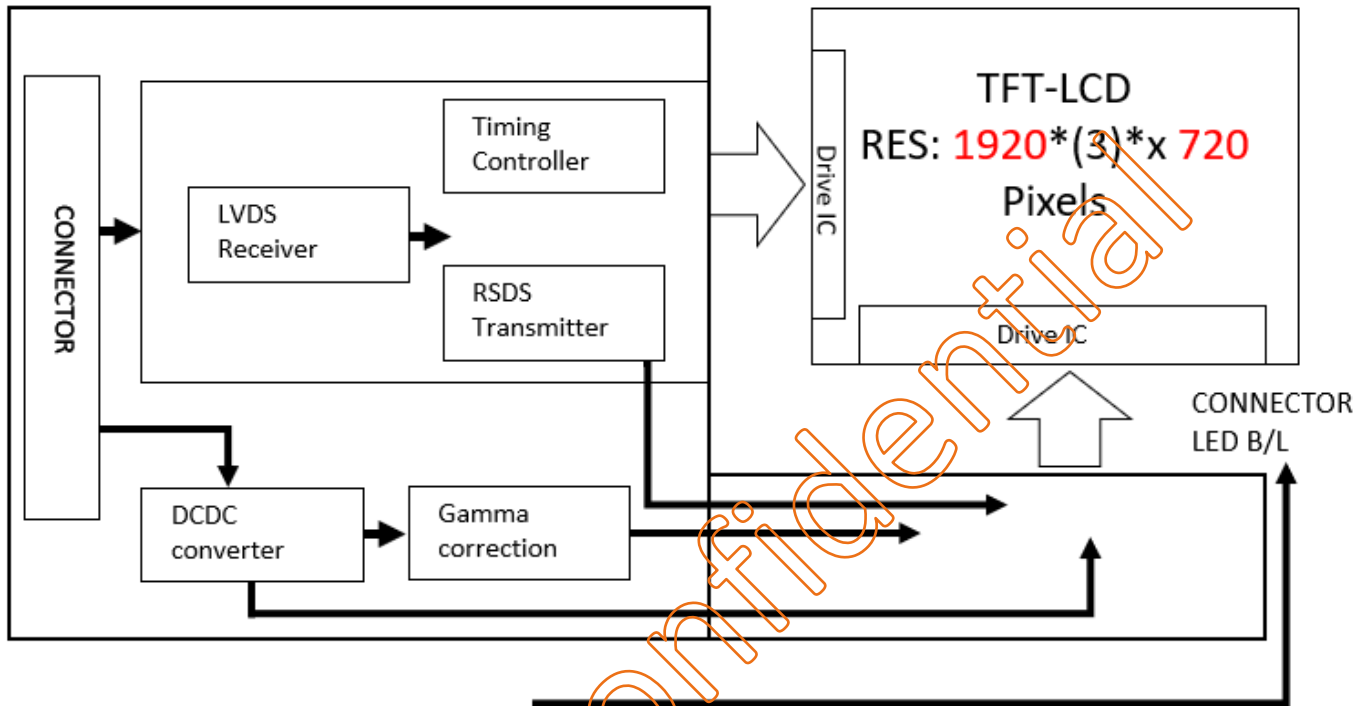 CONNECTOR
LVDS
Receiver
Timing
Controller
RSDS
Transmitter
DCDC
converter
Gamma
correction
Drive IC
TFT-LCD
RES: 1920*(3)*x 720
Pixels
Drive IC
CONNECTOR
LED B/L
onfidential